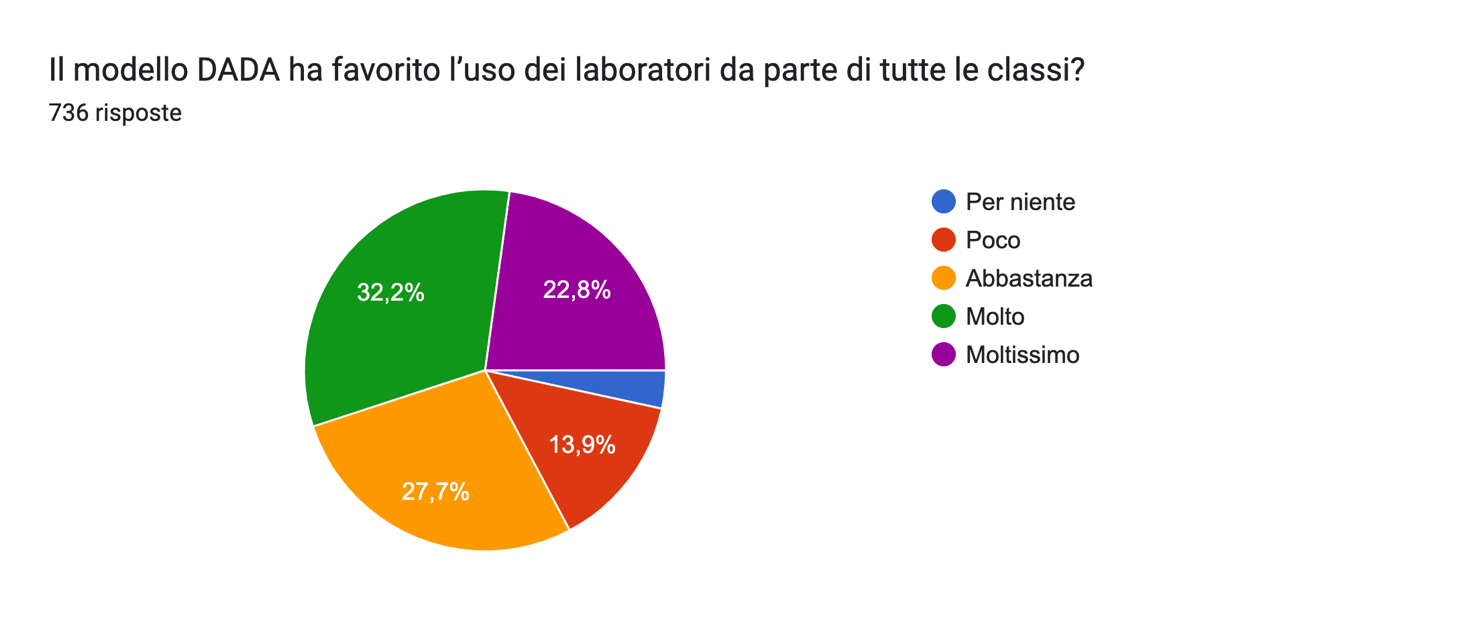 Il modello DADA ha favorito l’uso dei laboratori da parte di tutte le classi?
736 risposte
Per niente
Poco
Abbastanza
Molto
Moltissimo
32,2%
22,8%
13,9%
27,7%